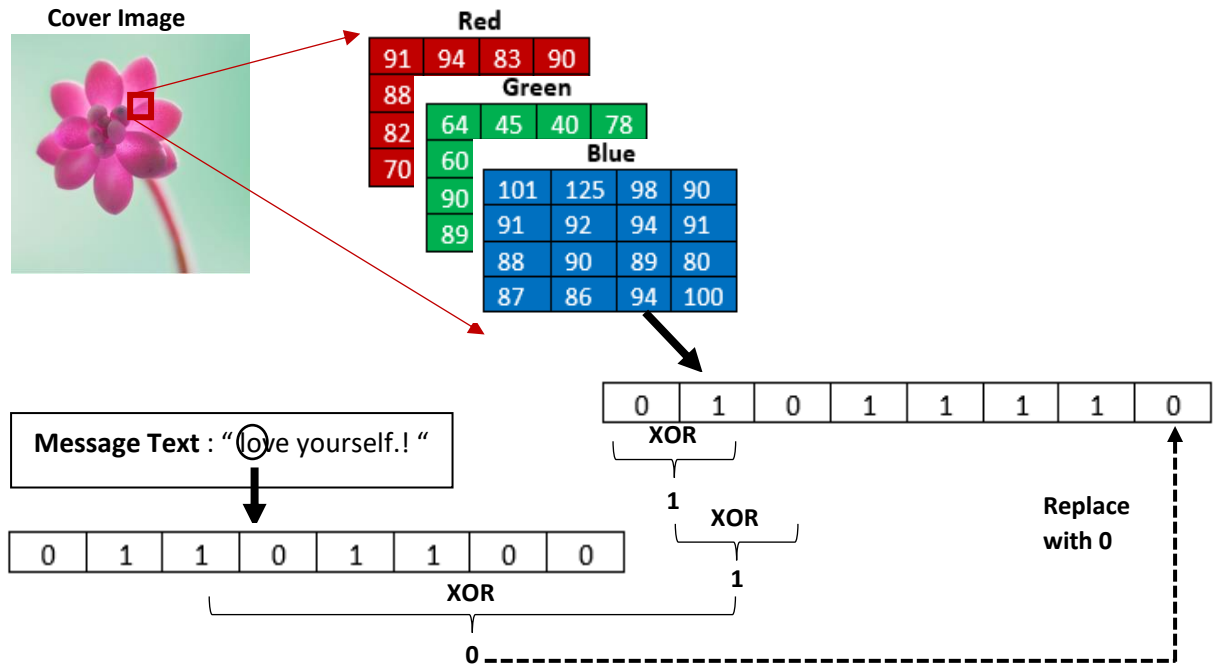 Cover Image
Red
91 94 83 90
88
82
70
Green
64 45 40 78
60
90
89
Blue
101 125 98 90
91 92 94 91
88 90 89 80
87 86 94 100
0 1 0 1 1 1 1 0
XOR
1
XOR
1
Replace
with 0
Message Text : “ love yourself.! “
0 1 1 0 1 1 0 0
XOR
0